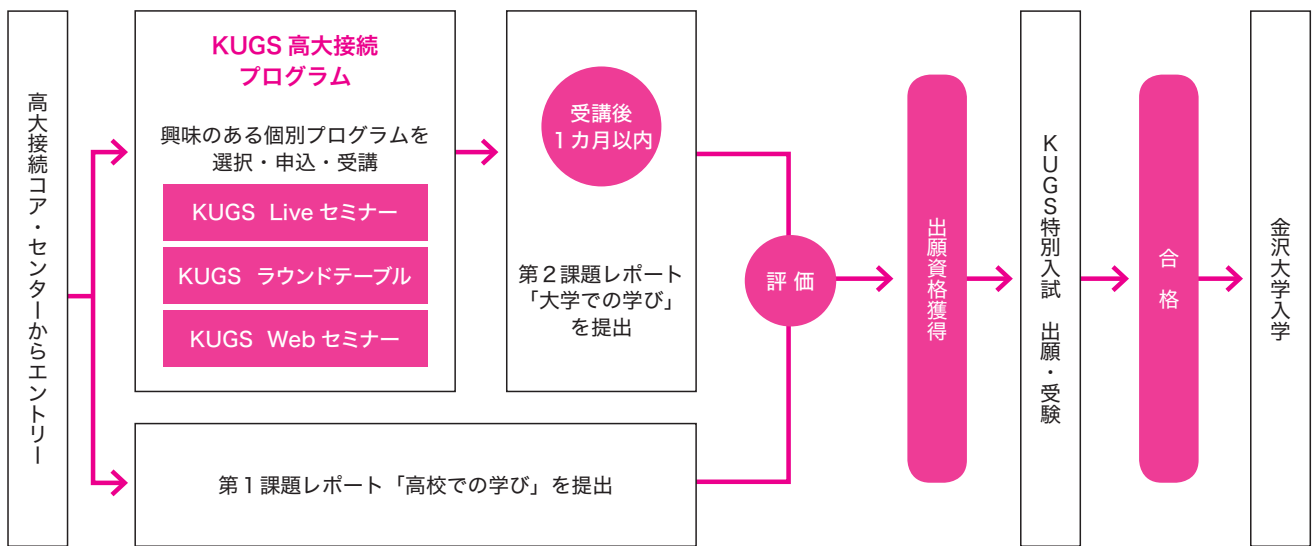 高大接続コア・センターからエントリー
KUGS 高大接続
プログラム
興味のある個別プログラムを
選択・申込・受講
KUGS Live セミナー
KUGS ラウンドテーブル
KUGS Web セミナー
受講後
1カ月以内
第2課題レポート
「大学での学び」
を提出
第1課題レポート「高校での学び」を提出
評価
出願資格獲得
KUGS特別入試 出願・受験
合格
金沢大学入学